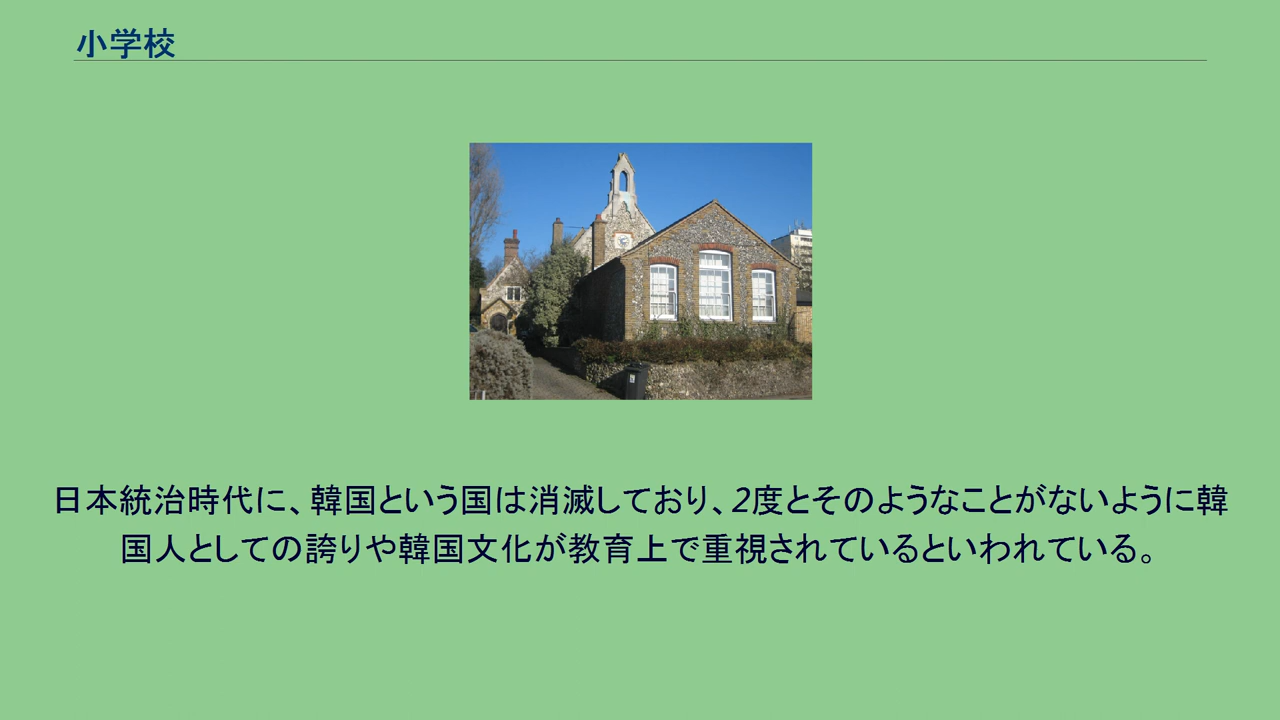 小学校
日本統治時代に、韓国という国は消滅しており、2度とそのようなことがないように韓
国人としての誇りや韓国文化が教育上で重視されているといわれている。